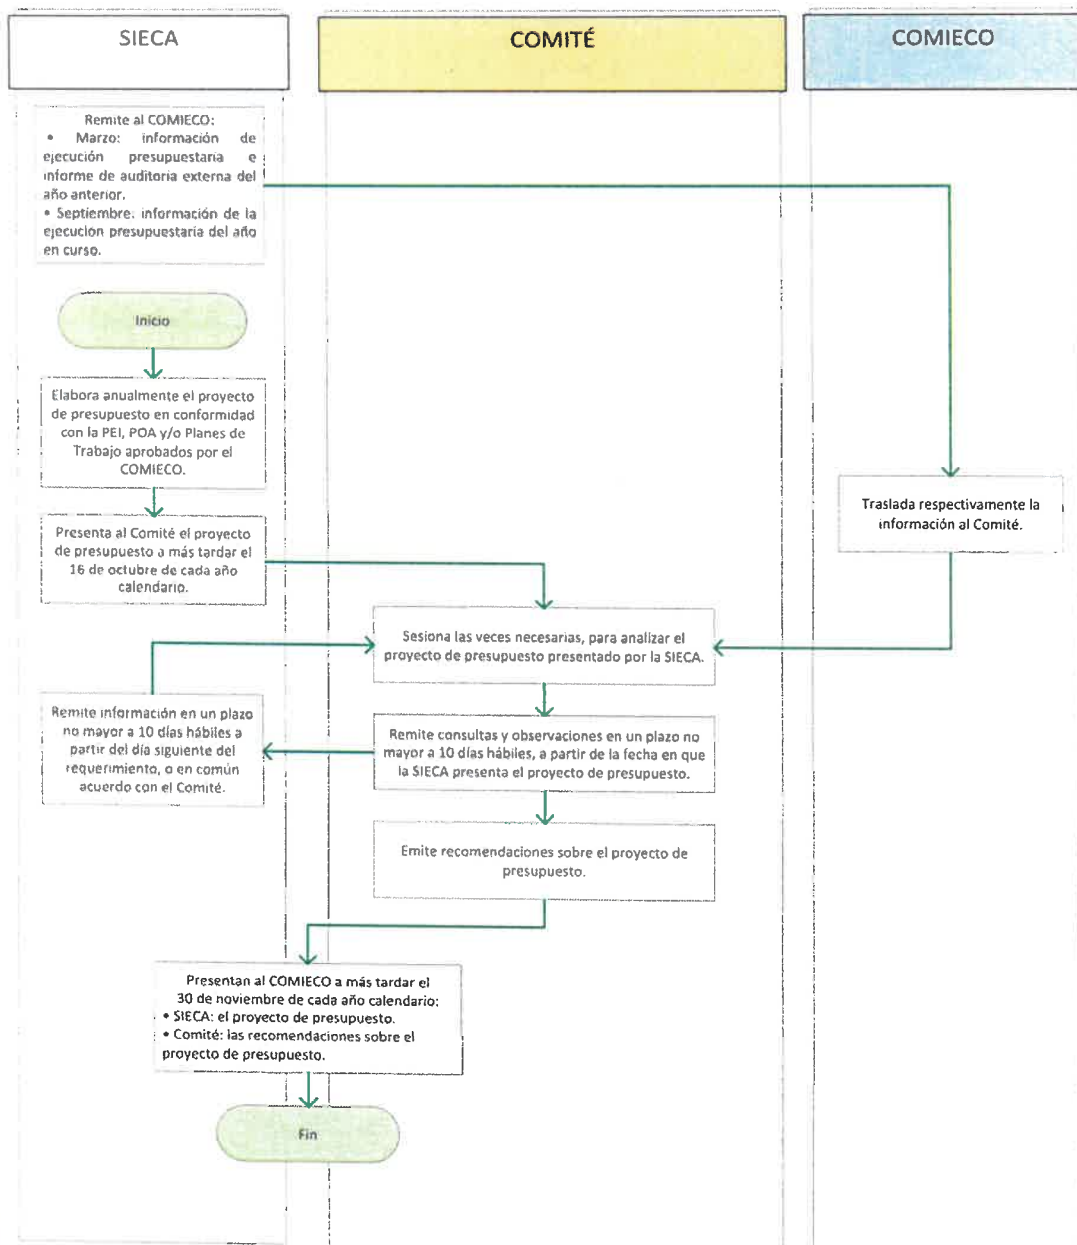 SIECA
COMITÉ
COMIECO
Remite al COMIECO:
• Marzo: información de
ejecución presupuestaria e
informe de auditoria externa del
año anterior.
• Septiembre: información de la
ejecución presupuestaria del año
en curso.
Inicio
Elabora anualmente el proyecto
de presupuesto en conformidad
con la PEI, POA y/o Planes de
Trabajo aprobados por el
COMIECO.
Traslada respectivamente la
información al Comité.
Presenta al Comité el proyecto
de presupuesto a más tardar el
16 de octubre de cada año
calendario.
Sesiona las veces necesarias, para analizar el
proyecto de presupuesto presentado por la SIECA.
Remite información en un plazo
no mayor a 10 días hábiles a
partir del día siguiente del
requerimiento, o en común
acuerdo con el Comité.
Remite consultas y observaciones en un plazo no
mayor a 10 días hábiles, a partir de la fecha en que
la SIECA presenta el proyecto de presupuesto.
Emite recomendaciones sobre el proyecto de
presupuesto.
Presentan al COMIECO a más tardar el
30 de noviembre de cada año calendario:
• SIECA: el proyecto de presupuesto.
• Comité: las recomendaciones sobre el
proyecto de presupuesto.
Fin